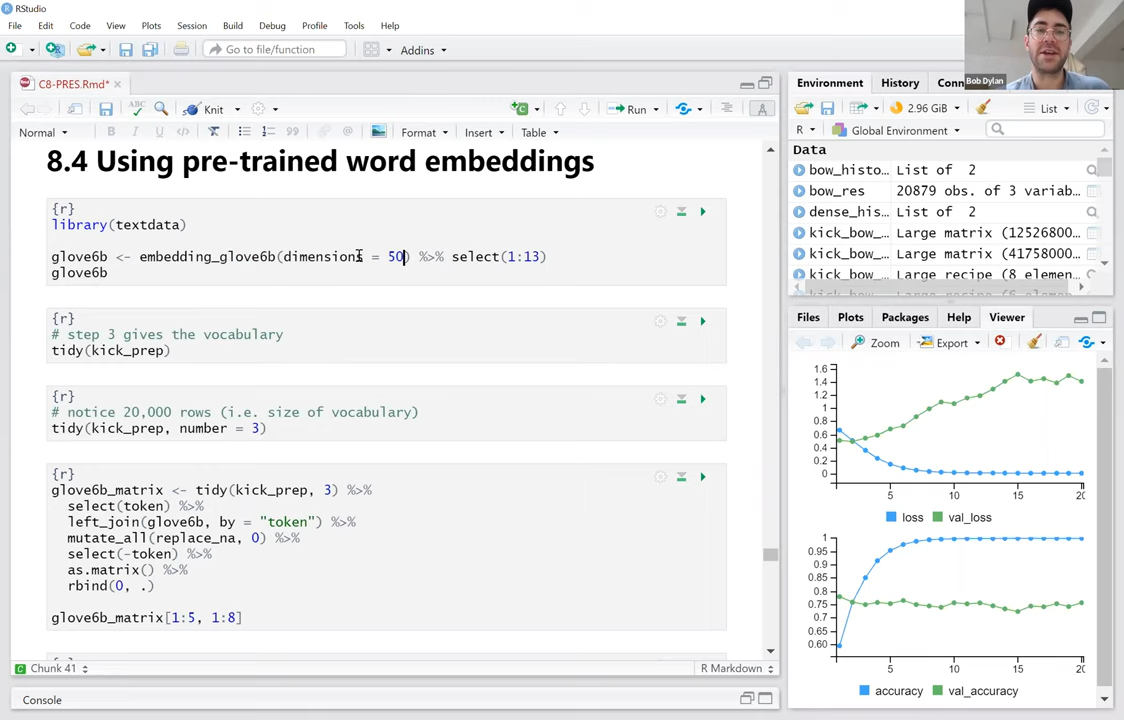 RStudio
File Edit Code View Plots Session Build Debug Profile Tools Help
Go to file/function Addins
C8-PRES.Rmd*
ABC Knit Run
Normal B I U Format Insert Table
8.4 Using pre-trained word embeddings
{r}
library(textdata)
glove6b <- embedding_glove6b(dimensions = 50) %>% select(1:13)
glove6b
{r}
# step 3 gives the vocabulary
tidy(kick_prep)
{r}
# notice 20,000 rows (i.e. size of vocabulary)
tidy(kick_prep, number = 3)
{r}
glove6b_matrix <- tidy(kick_prep, 3) %>%
select(token) %>%
left_join(glove6b, by = "token") %>%
mutate_all(replace_na, 0) %>%
select(-token) %>%
as.matrix() %>%
rbind(0, .)
glove6b_matrix[1:5, 1:8]
Chunk 41 R Markdown
Console
Bob Dylan
Environment History Conn
2.96 GiB List
R Global Environment
Data
bow_histo... List of 2
bow_res 20879 obs. of 3 variab...
dense_his... List of 2
kick_bow_... Large matrix (12526800...
kick_bow_... Large matrix (41758000...
kick_bow_... Large recipe (8 elemen...
Files Plots Packages Help Viewer
Zoom Export
1.6
1.4
1.2
1
0.8
0.6
0.4
0.2
0
5 10 15 20
loss val_loss
1
0.95
0.90
0.85
0.80
0.75
0.70
0.65
0.60
5 10 15 20
accuracy val_accuracy